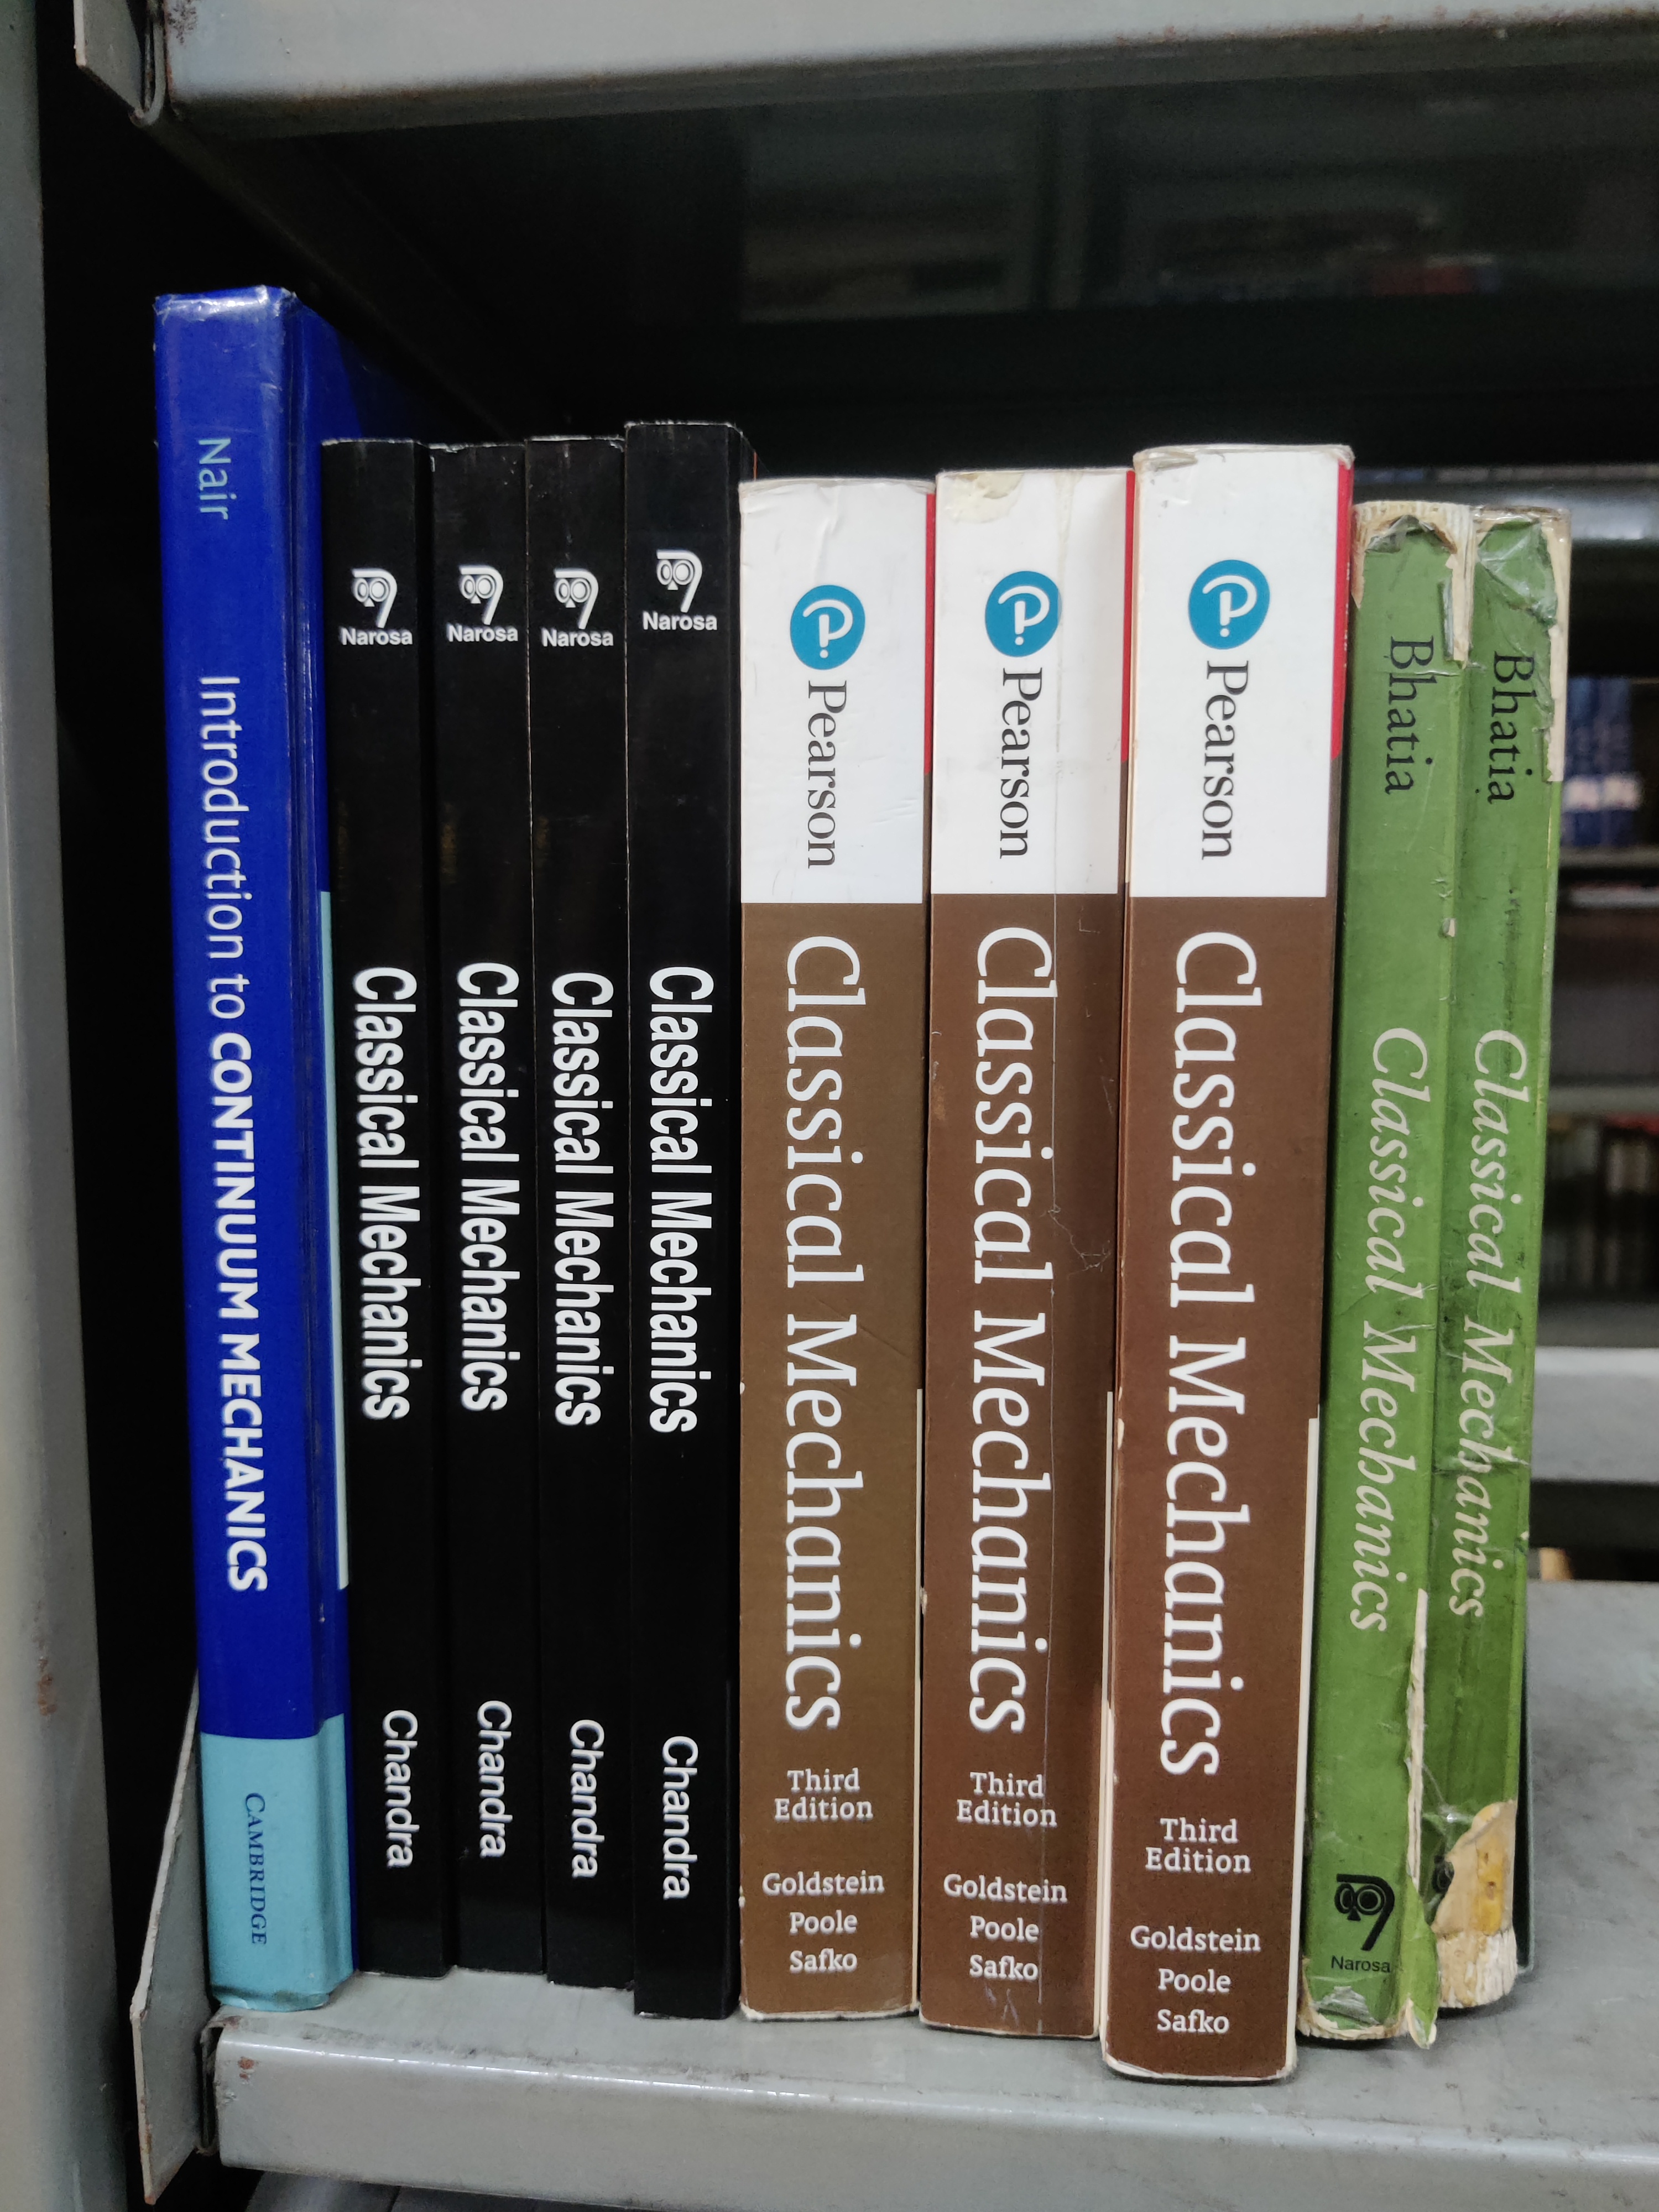 Nair
Introduction to CONTINUUM MECHANICS
CAMBRIDGE
Narosa
Classical Mechanics
Chandra
Narosa
Classical Mechanics
Chandra
Narosa
Classical Mechanics
Chandra
Narosa
Classical Mechanics
Chandra
Pearson
Classical Mechanics
Third
Edition
Goldstein
Poole
Safko
Pearson
Classical Mechanics
Third
Edition
Goldstein
Poole
Safko
Pearson
Classical Mechanics
Third
Edition
Goldstein
Poole
Safko
Bhatia
Classical Mechanics
Narosa
Bhatia
Classical Mechanics